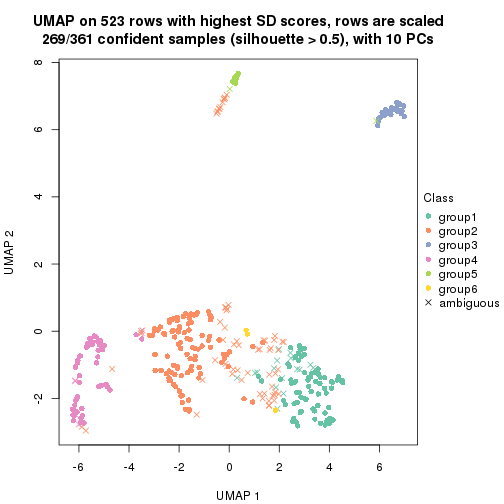 UMAP on 523 rows with highest SD scores, rows are scaled
269/361 confident samples (silhouette > 0.5), with 10 PCs
8
6
4
2
0
-2
UMAP 2
-6
-4
-2
0
2
4
6
UMAP 1
Class
group1
group2
group3
group4
group5
group6
ambiguous